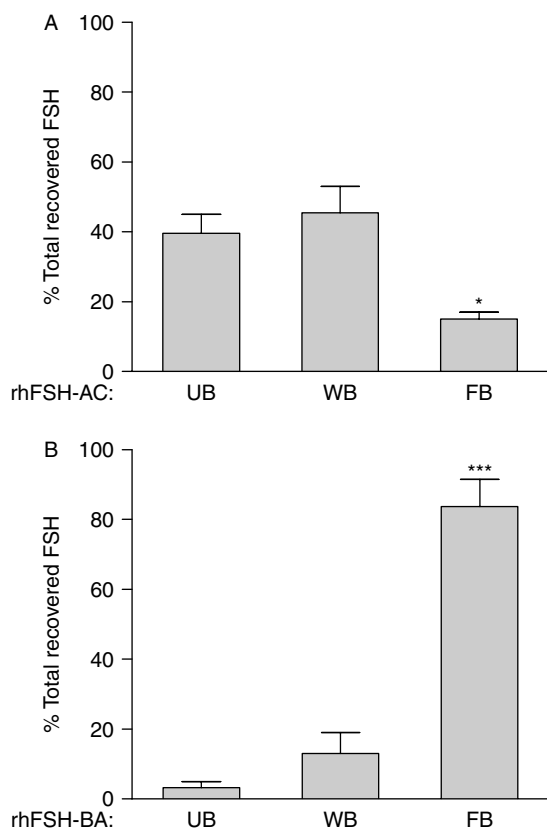 A
% Total recovered FSH
100
80
60
40
20
0
*
rhFSH-AC: UB WB FB
B
% Total recovered FSH
100
80
60
40
20
0
***
rhFSH-BA: UB WB FB